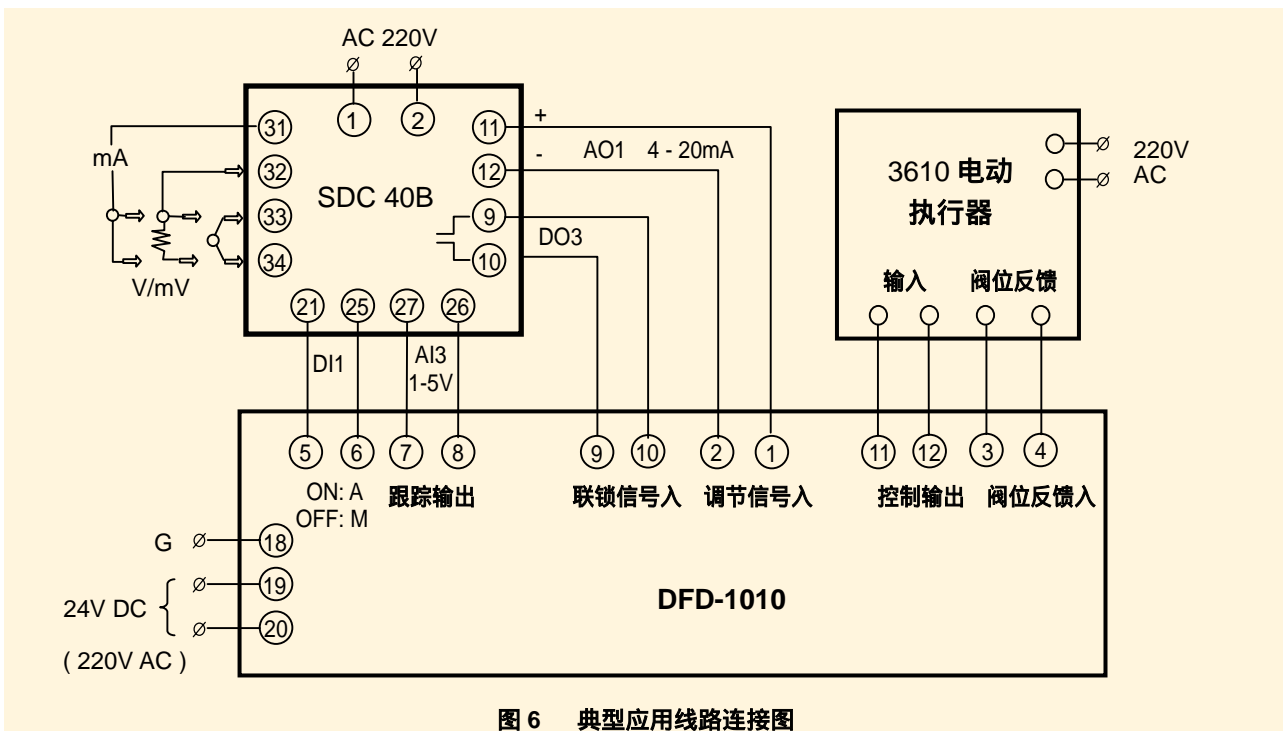 AC 220V
1 2
31 11 +
mA 32 12 - AO1 4 - 20mA
SDC 40B
33 9
34 10 DO3
V/mV
21 25 27 26
DI1 AI3
1-5V
3610 电动
执行器
220V
AC
输入 阀位反馈
5 6 7 8 9 10 2 1 11 12 3 4
ON: A
OFF: M
跟踪输出 联锁信号入 调节信号入 控制输出 阀位反馈入
G 18
24V DC 19
20
( 220V AC )
DFD-1010
图 6 典型应用线路连接图